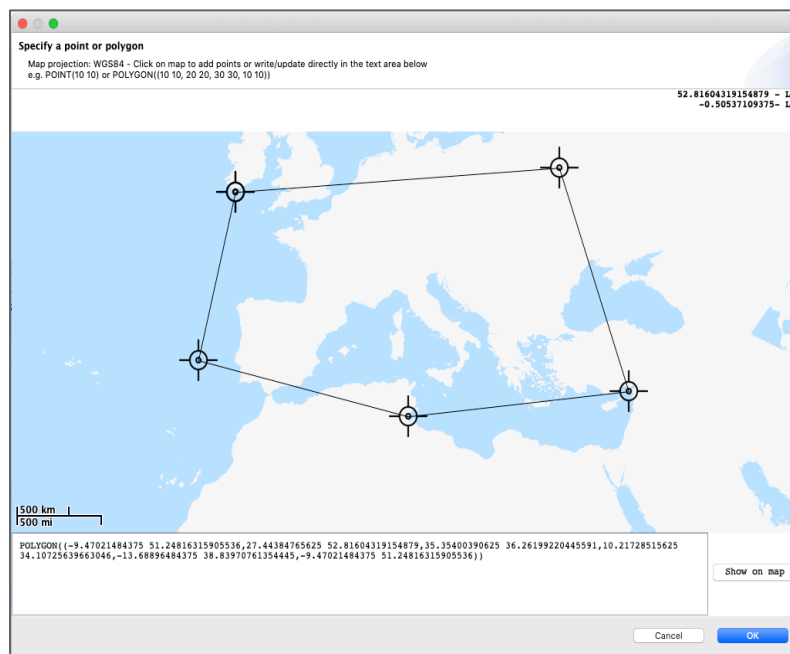 Specify a point or polygon
Map projection: WGS84 - Click on map to add points or write/update directly in the text area below
e.g. POINT(10 10) or POLYGON((10 10, 20 20, 30 30, 10 10))
52.81604319154879 - L
-0.50537109375- L
500 km
500 mi
POLYGON((-9.47021484375 51.24816315905536,27.44384765625 52.81604319154879,35.35400390625 36.26199220445591,10.21728515625
34.10725639663046,-13.68896484375 38.83970761354445,-9.47021484375 51.24816315905536))
Show on map
Cancel
OK